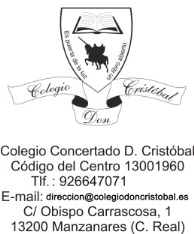 Es puerta de la luz
un libro abierto
Colegio
Don
Cristóbal
Colegio Concertado D. Cristóbal
Código del Centro 13001960
Tlf. : 926647071
E-mail: direccion@colegiodoncristobal.es
C/ Obispo Carrascosa, 1
13200 Manzanares (C. Real)